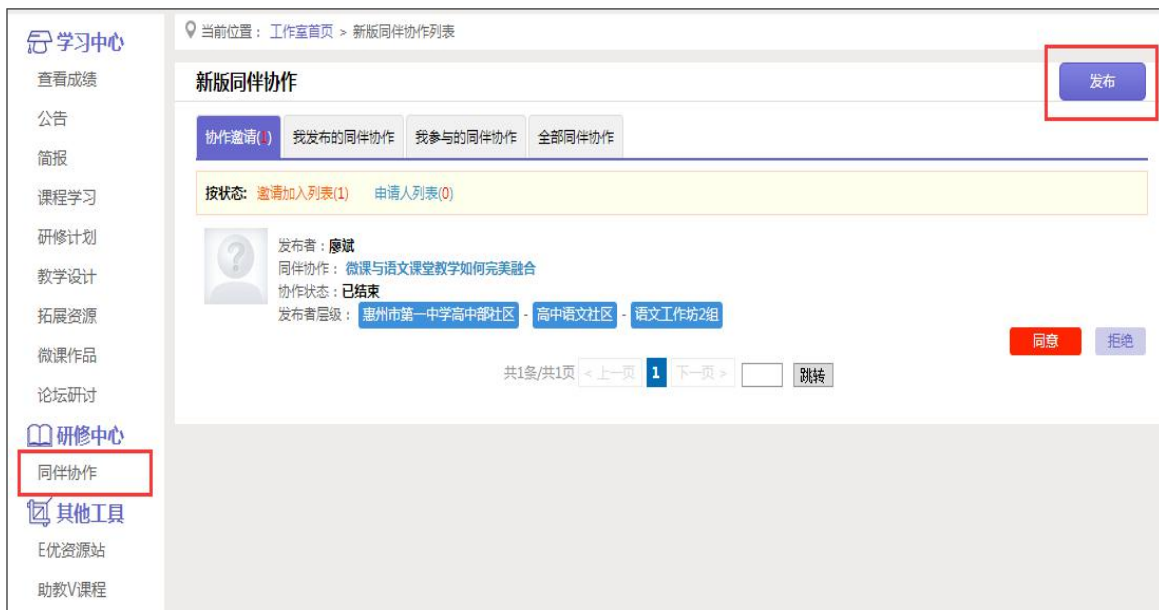 学习中心
查看成绩
公告
简报
课程学习
研修计划
教学设计
拓展资源
微课作品
论坛研讨
研修中心
同伴协作
其他工具
E优资源站
助教V课程
当前位置： 工作室首页 > 新版同伴协作列表
新版同伴协作
发布
协作邀请(1) 我发布的同伴协作 我参与的同伴协作 全部同伴协作
按状态: 邀请加入列表(1) 申请人列表(0)
发布者：廖斌
同伴协作： 微课与语文课堂教学如何完美融合
协作状态：已结束
发布者层级： 惠州市第一中学高中部社区 - 高中语文社区 - 语文工作坊2组
同意 拒绝
共1条/共1页 < 上一页 1 下一页 > 跳转